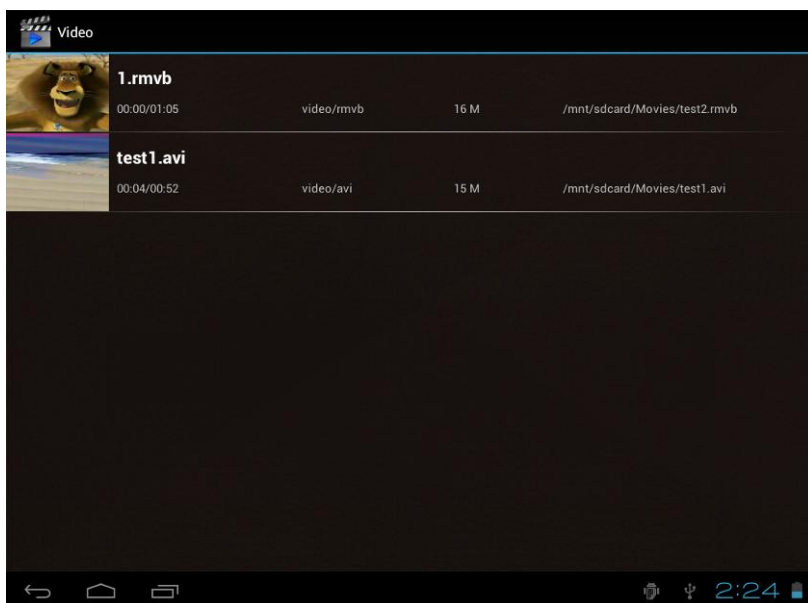 Video
1.rmvb
00:00/01:05 video/rmvb 16 M /mnt/sdcard/Movies/test2.rmvb
test1.avi
00:04/00:52 video/avi 15 M /mnt/sdcard/Movies/test1.avi
2:24